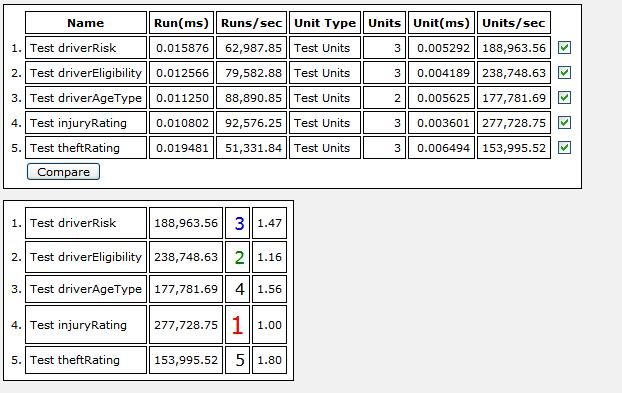 Name Run(ms) Runs/sec Unit Type Units Unit(ms) Units/sec
1. Test driverRisk 0.015876 62,987.85 Test Units 3 0.005292 188,963.56
2. Test driverEligibility 0.012566 79,582.88 Test Units 3 0.004189 238,748.63
3. Test driverAgeType 0.011250 88,890.85 Test Units 2 0.005625 177,781.69
4. Test injuryRating 0.010802 92,576.25 Test Units 3 0.003601 277,728.75
5. Test theftRating 0.019481 51,331.84 Test Units 3 0.006494 153,995.52
Compare
1. Test driverRisk 188,963.56 3 1.47
2. Test driverEligibility 238,748.63 2 1.16
3. Test driverAgeType 177,781.69 4 1.56
4. Test injuryRating 277,728.75 1 1.00
5. Test theftRating 153,995.52 5 1.80